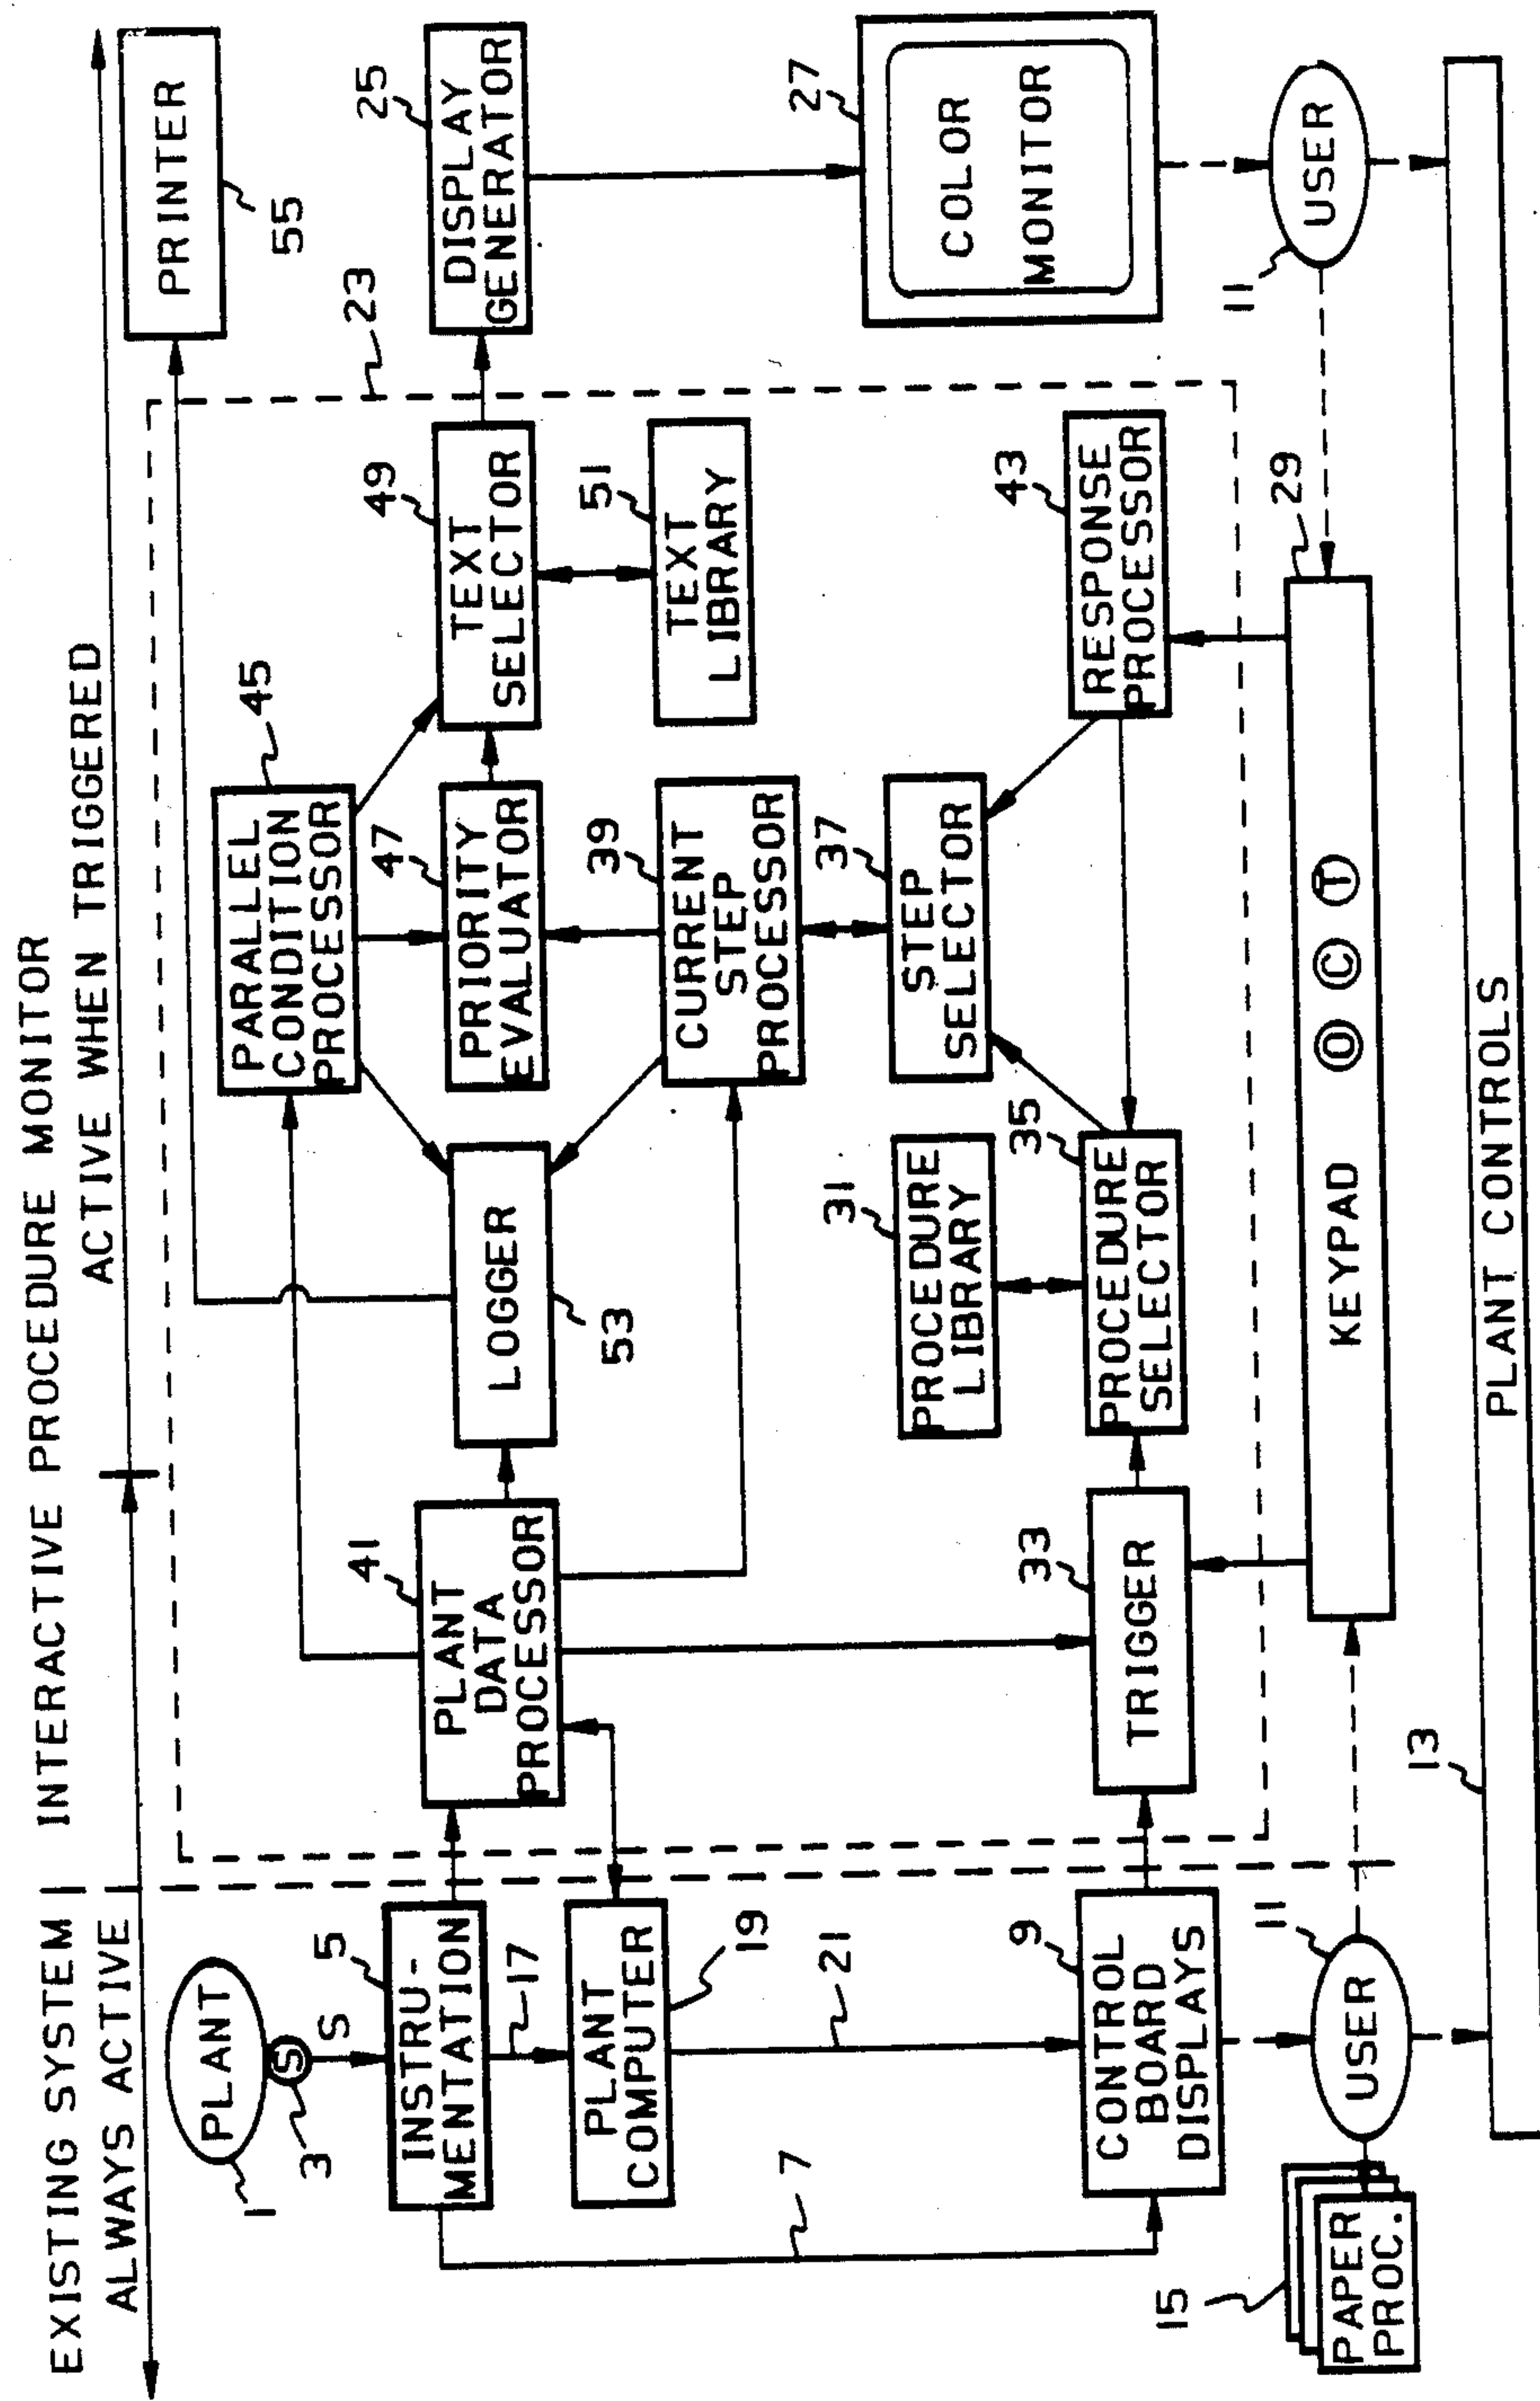 EXISTING SYSTEM | INTERACTIVE PROCEDURE MONITOR
ALWAYS ACTIVE
ACTIVE WHEN TRIGGERED
PLANT
1
S
3
S
INSTRU-
MENTATION
5
17
PLANT
COMPUTER
19
21
7
CONTROL
BOARD
DISPLAYS
9
USER
11
PAPER
PROC.
15
PLANT
DATA
PROCESSOR
41
TRIGGER
33
LOGGER
53
PROCEDURE
LIBRARY
31
PROCEDURE
SELECTOR
35
PARALLEL
CONDITION
PROCESSOR
45
PRIORITY
EVALUATOR
47
CURRENT
STEP
PROCESSOR
39
STEP
SELECTOR
37
TEXT
SELECTOR
49
TEXT
LIBRARY
51
RESPONSE
PROCESSOR
43
23
PRINTER
55
DISPLAY
GENERATOR
25
COLOR
MONITOR
27
USER
11
KEYPAD O C T
29
PLANT CONTROLS
13